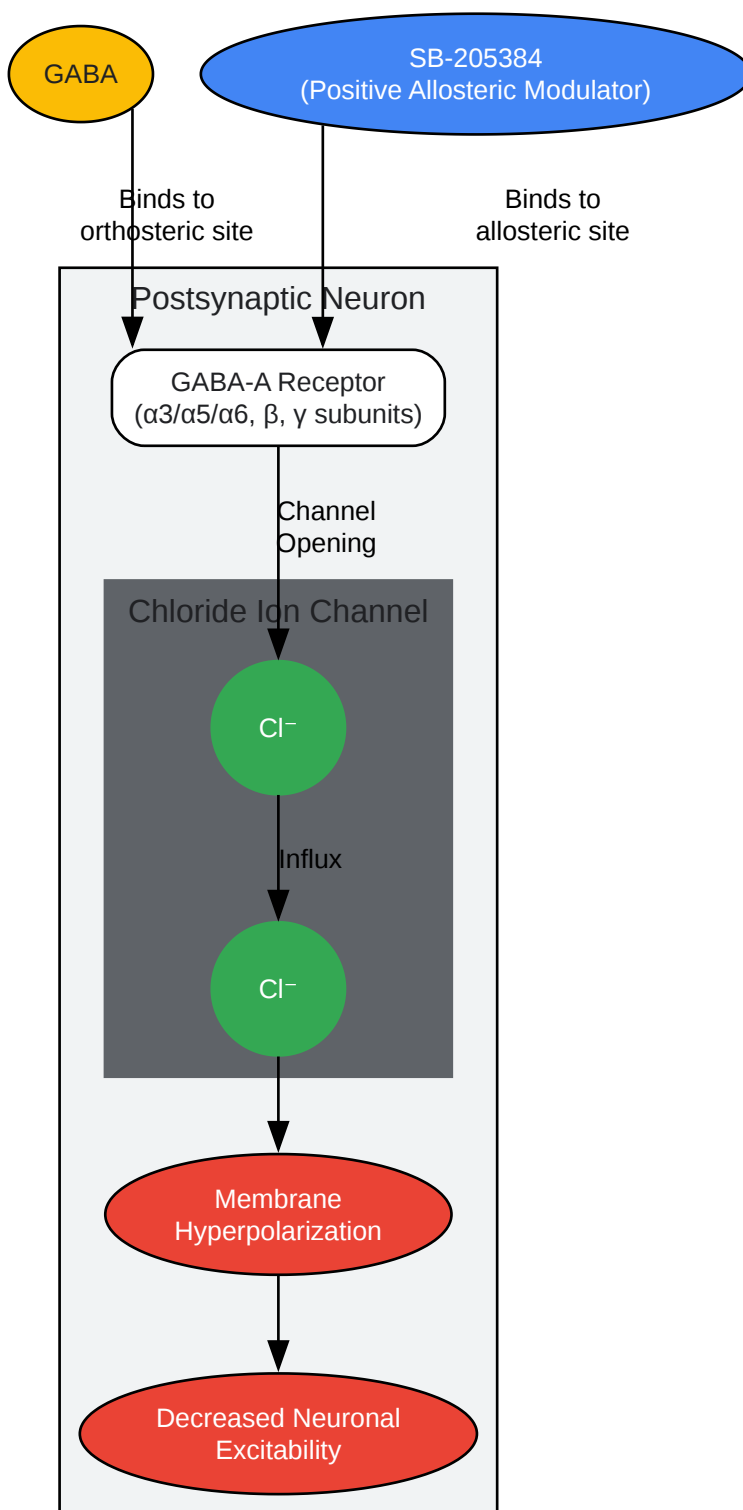 GABA
SB-205384
(Positive Allosteric Modulator)
Binds to
orthosteric site
Binds to
allosteric site
Postsynaptic Neuron
GABA-A Receptor
(α3/α5/α6, β, γ subunits)
Channel
Opening
Chloride Ion Channel
Cl⁻
Influx
Cl⁻
Membrane
Hyperpolarization
Decreased Neuronal
Excitability